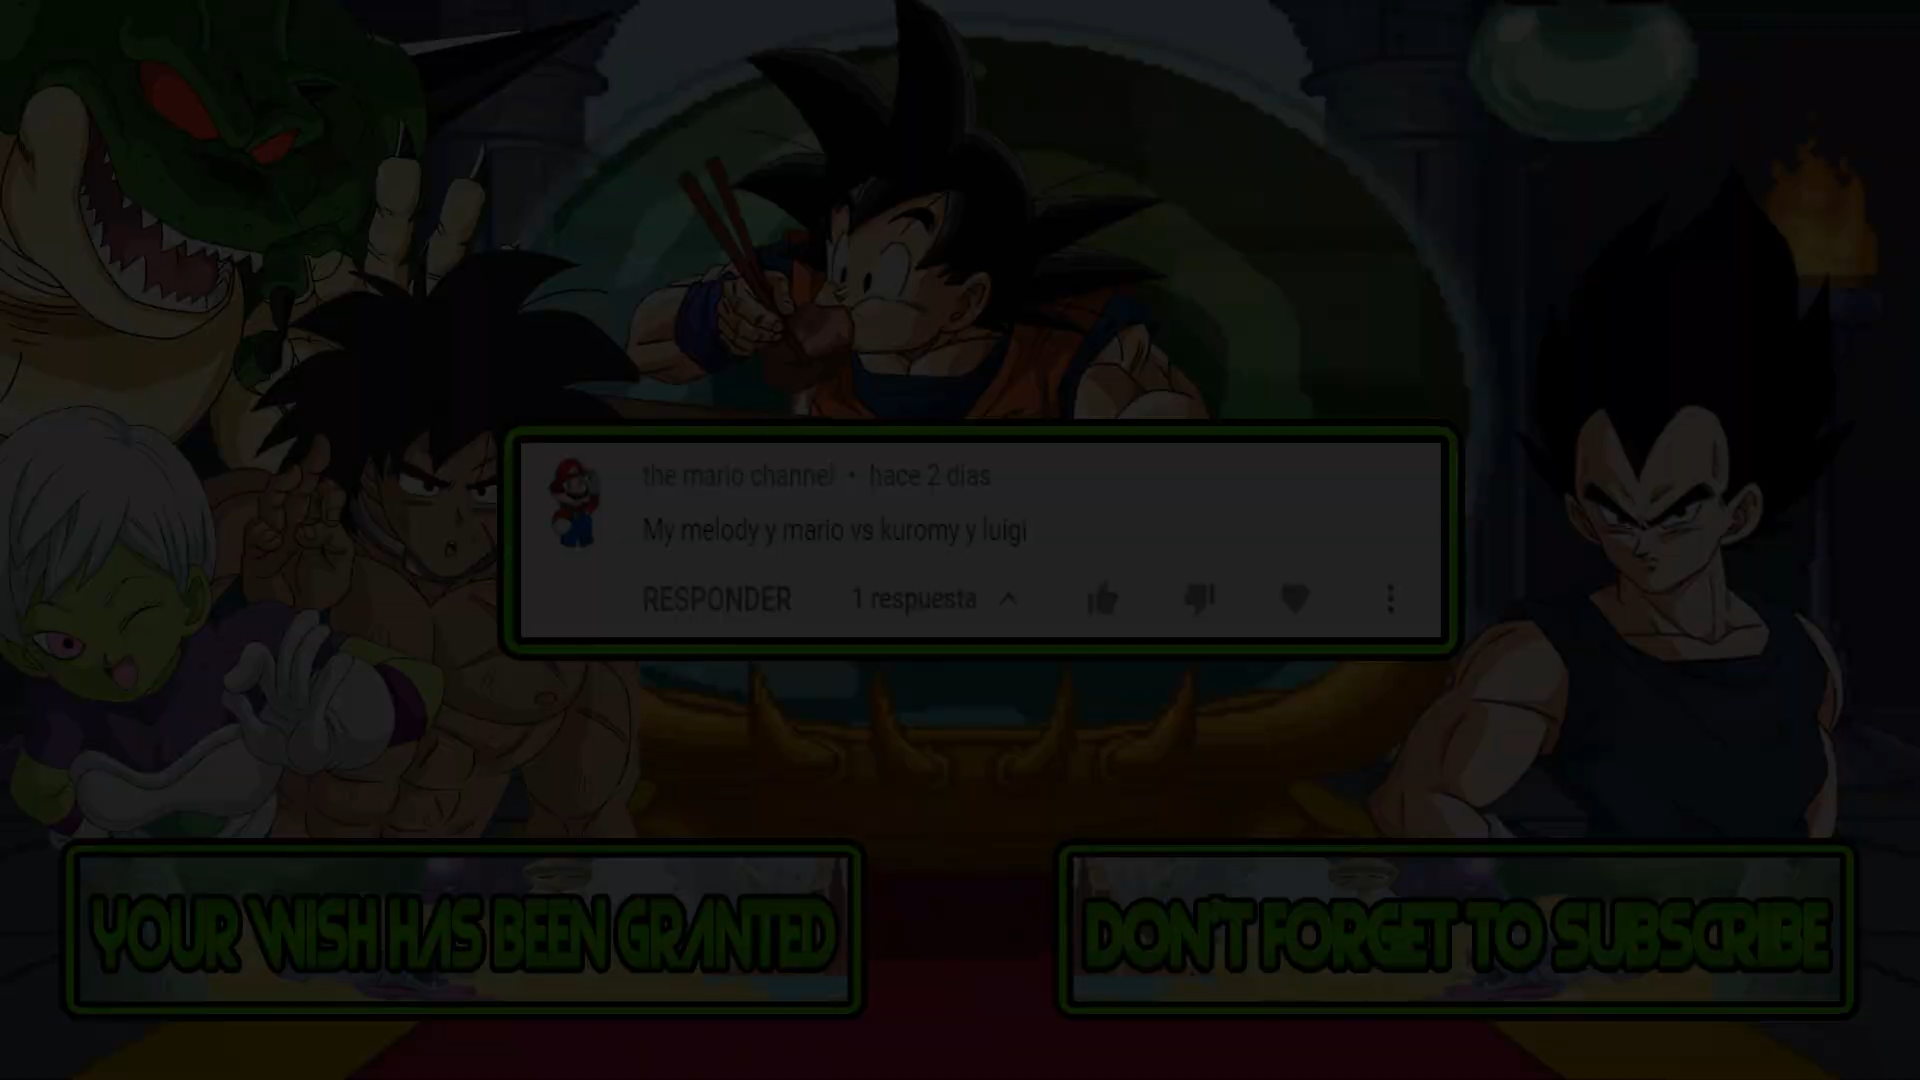 the mario channel • hace 2 dias
My melody y mario vs kuromy y luigi
RESPONDER 1 respuesta
YOUR WISH HAS BEEN GRANTED
DON'T FORGET TO SUBSCRIBE